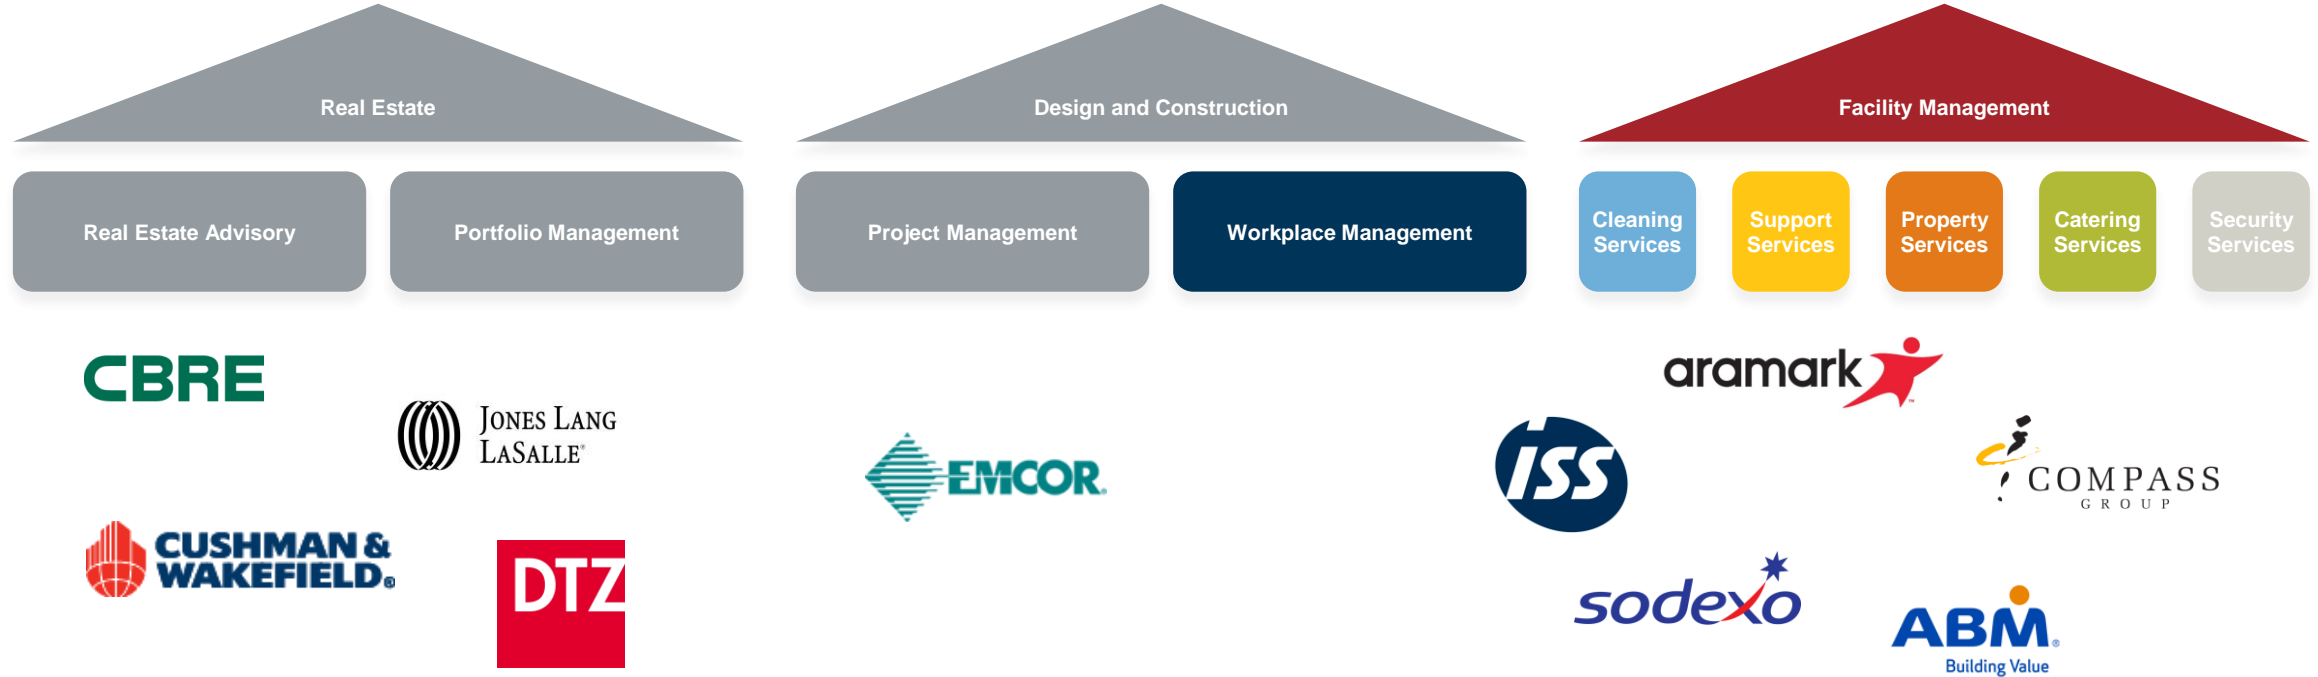 Real Estate
Design and Construction
Facility Management
Real Estate Advisory
Portfolio Management
Project Management
Workplace Management
Cleaning
Services
Support
Services
Property
Services
Catering
Services
Security
Services
CBRE
JONES LANG
LASALLE®
EMCOR®
aramark™
ISS
COMPASS
GROUP
CUSHMAN &
WAKEFIELD®
DTZ
sodexo
ABM®
Building Value